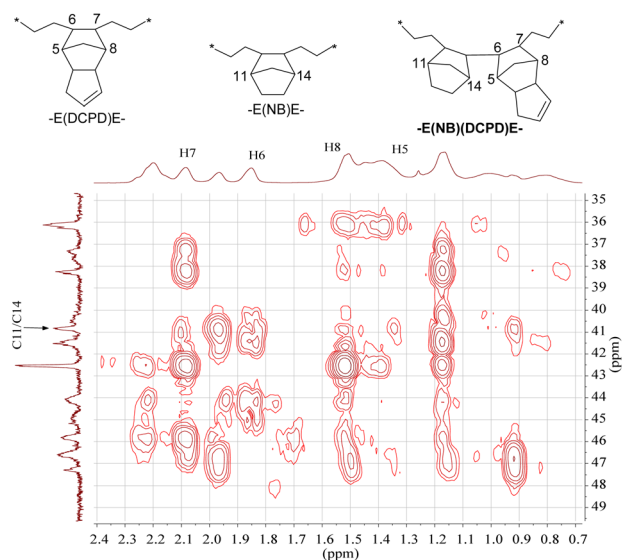 * 6 7 *
5 8
-E(DCPD)E-
* *
11 14
-E(NB)E-
* 7 *
6
11 8
5
14
-E(NB)(DCPD)E-
H7 H6 H8 H5
C11/C14
35
36
37
38
39
40
41
42
43
44
45
46
47
48
49
(ppm)
2.4 2.3 2.2 2.1 2.0 1.9 1.8 1.7 1.6 1.5 1.4 1.3 1.2 1.1 1.0 0.9 0.8 0.7
(ppm)